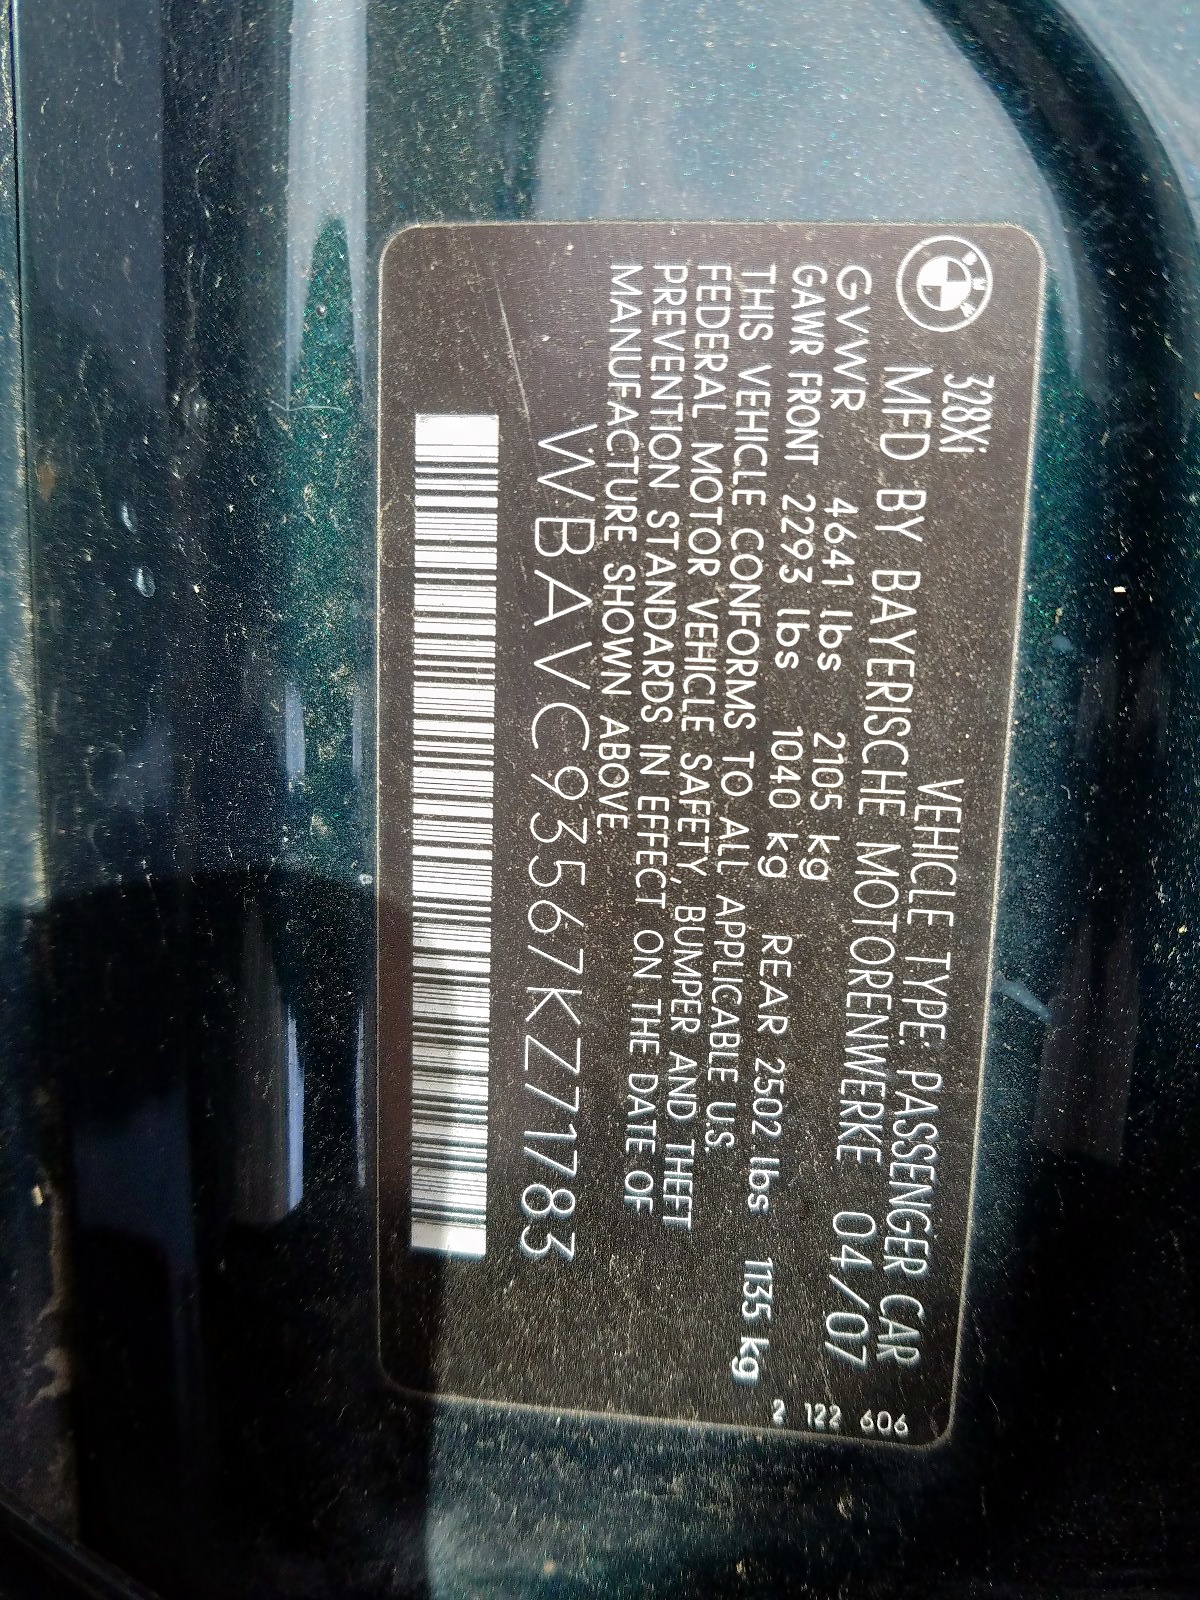 BMW
328Xi VEHICLE TYPE: PASSENGER CAR
MFD BY BAYERISCHE MOTORENWERKE 04/07
GVWR 4641 lbs 2105 kg
GAWR FRONT 2293 lbs 1040 kg REAR 2502 lbs 1135 kg
THIS VEHICLE CONFORMS TO ALL APPLICABLE U.S.
FEDERAL MOTOR VEHICLE SAFETY, BUMPER AND THEFT
PREVENTION STANDARDS IN EFFECT ON THE DATE OF
MANUFACTURE SHOWN ABOVE.
WBAVC93567KZ71783
2 122 606